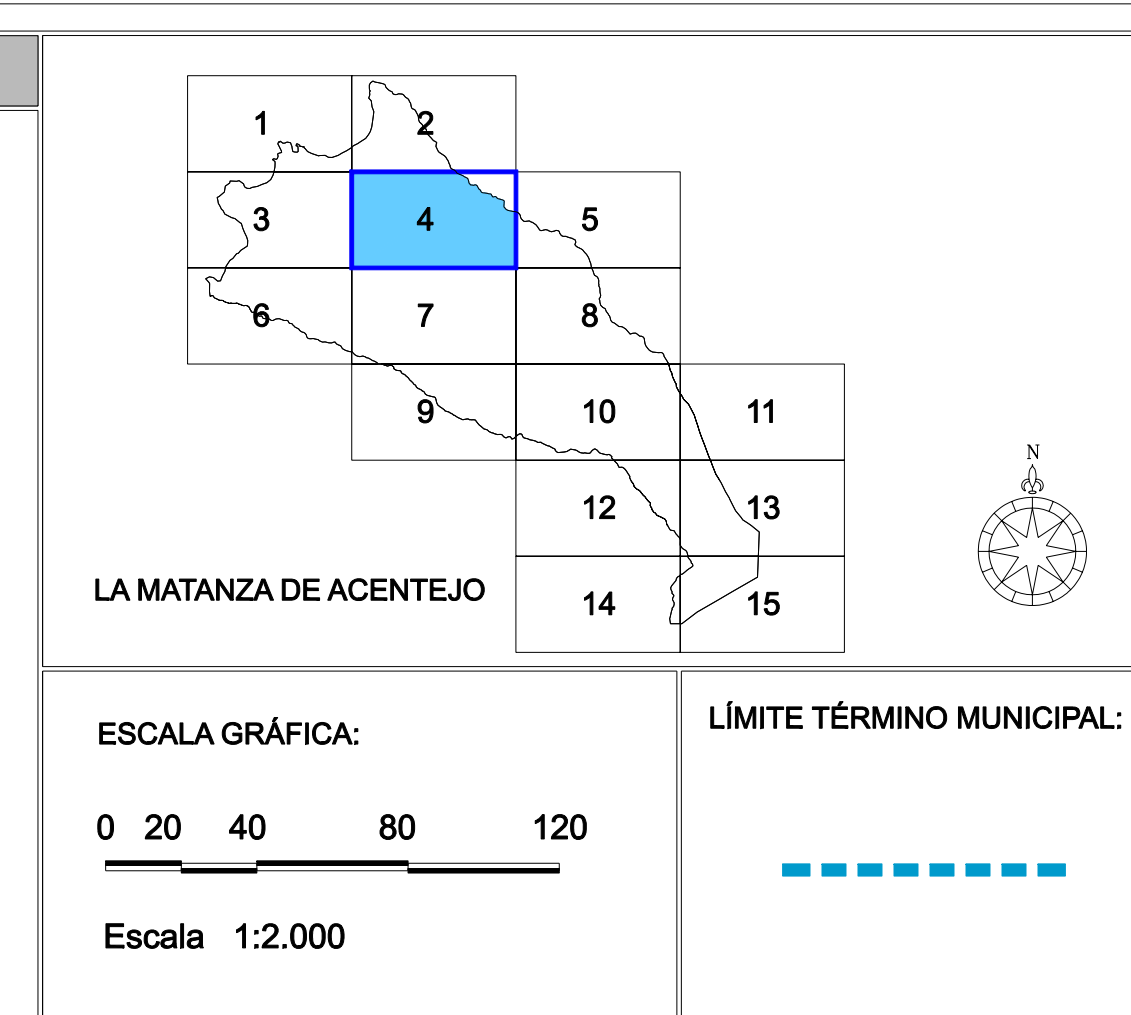 1 2
3 4 5
6 7 8
9 10 11
N
12 13
LA MATANZA DE ACENTEJO
14 15
ESCALA GRÁFICA:
0 20 40 80 120
Escala 1:2.000
LÍMITE TÉRMINO MUNICIPAL: